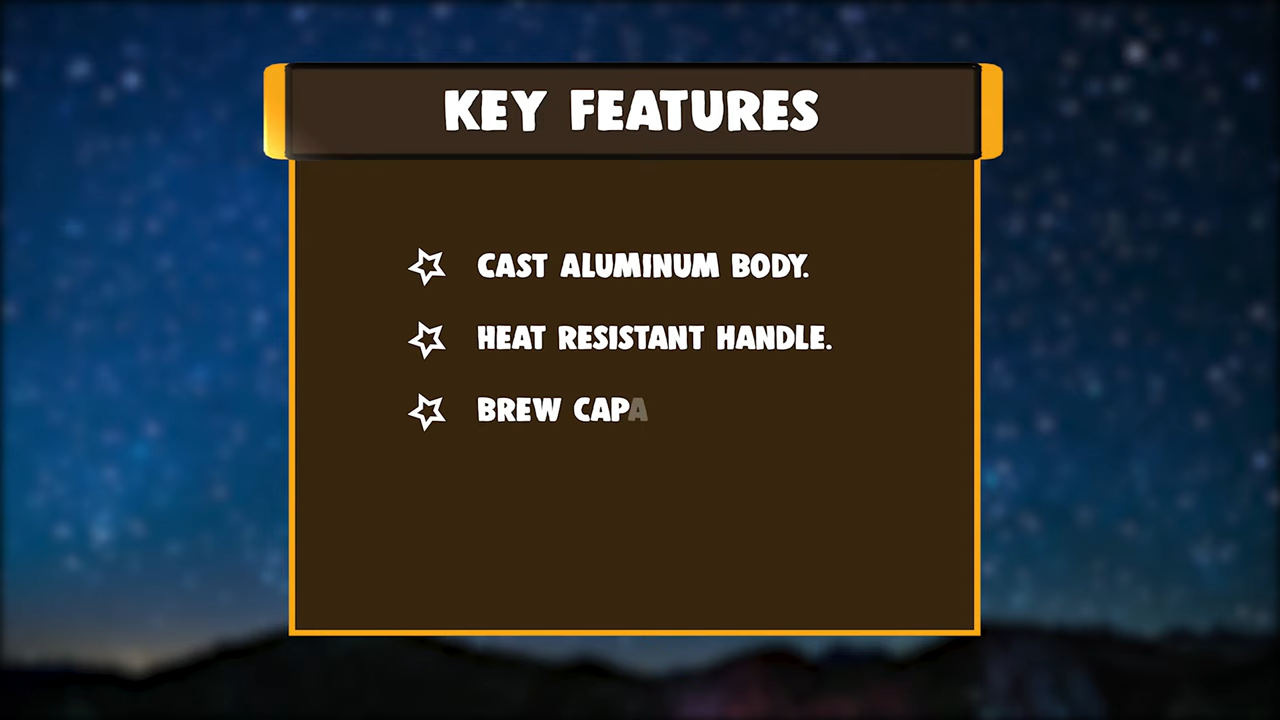 KEY FEATURES
CAST ALUMINUM BODY.
HEAT RESISTANT HANDLE.
BREW CAPA